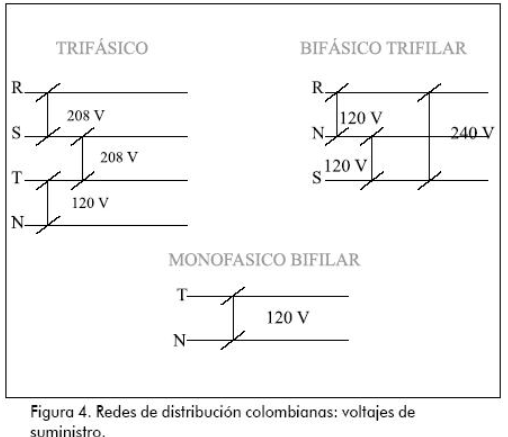 TRIFÁSICO
R
208 V
S
208 V
T
120 V
N
BIFÁSICO TRIFILAR
R
120 V
N
240 V
120 V
S
MONOFASICO BIFILAR
T
120 V
N
Figura 4. Redes de distribución colombianas: voltajes de
suministro.